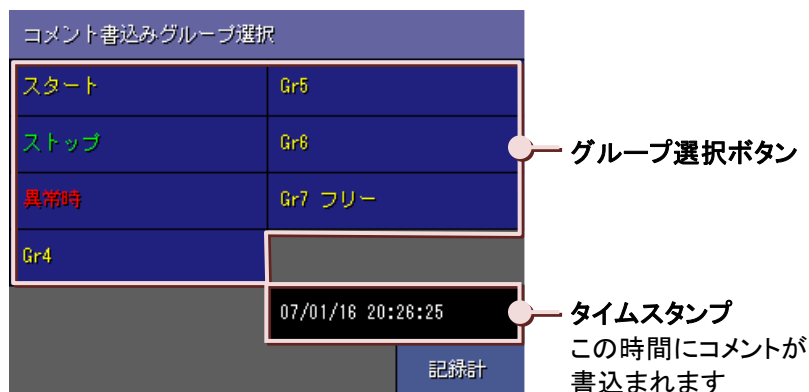 コメント書込みグループ選択
スタート
Gr5
ストップ
Gr6
グループ選択ボタン
異常時
Gr7 フリー
Gr4
07/01/16 20:26:25
タイムスタンプ
この時間にコメントが
書込まれます
記録計